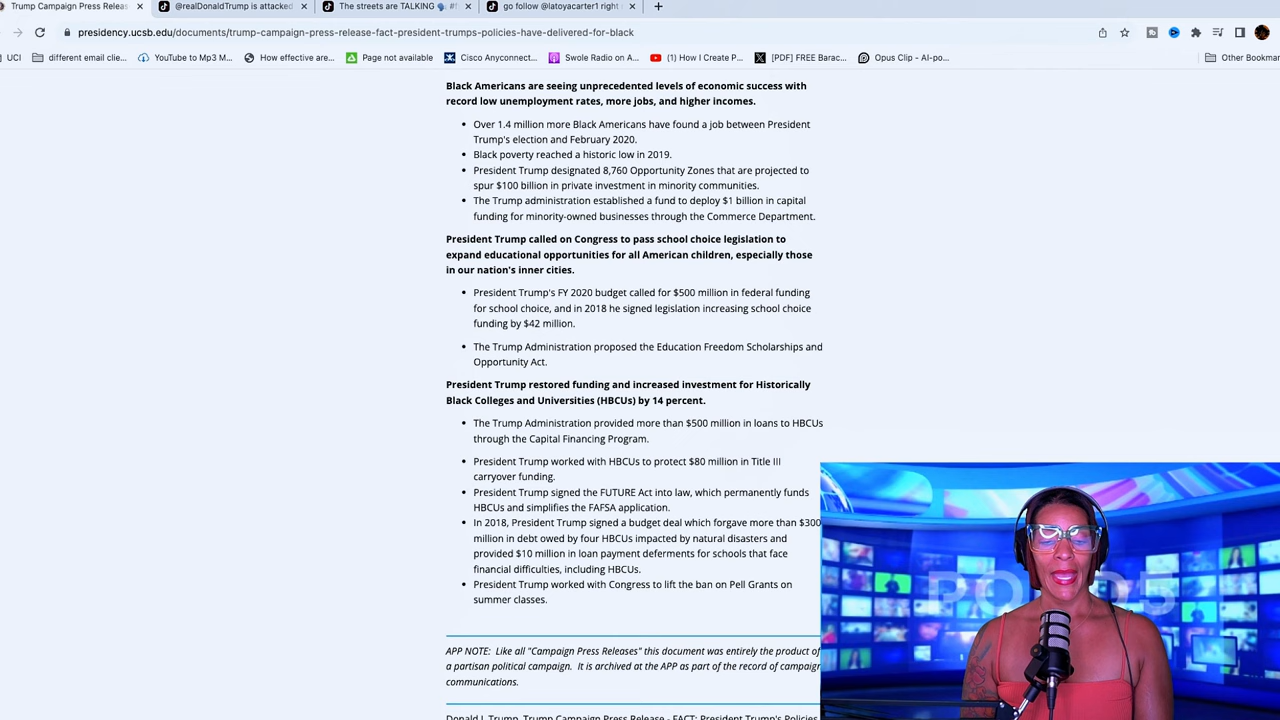 Trump Campaign Press Releas
@realDonaldTrump is attacked
The streets are TALKING 🗣 #f
go follow @latoyacarter1 right
presidency.ucsb.edu/documents/trump-campaign-press-release-fact-president-trumps-policies-have-delivered-for-black
UCI
different email clie...
YouTube to Mp3 M...
How effective are...
Page not available
Cisco Anyconnect...
Swole Radio on A...
(1) How I Create P...
[PDF] FREE Barac...
Opus Clip - AI-po...
Other Bookmar
Black Americans are seeing unprecedented levels of economic success with
record low unemployment rates, more jobs, and higher incomes.
• Over 1.4 million more Black Americans have found a job between President
Trump's election and February 2020.
• Black poverty reached a historic low in 2019.
• President Trump designated 8,760 Opportunity Zones that are projected to
spur $100 billion in private investment in minority communities.
• The Trump administration established a fund to deploy $1 billion in capital
funding for minority-owned businesses through the Commerce Department.
President Trump called on Congress to pass school choice legislation to
expand educational opportunities for all American children, especially those
in our nation's inner cities.
• President Trump's FY 2020 budget called for $500 million in federal funding
for school choice, and in 2018 he signed legislation increasing school choice
funding by $42 million.
• The Trump Administration proposed the Education Freedom Scholarships and
Opportunity Act.
President Trump restored funding and increased investment for Historically
Black Colleges and Universities (HBCUs) by 14 percent.
• The Trump Administration provided more than $500 million in loans to HBCUs
through the Capital Financing Program.
• President Trump worked with HBCUs to protect $80 million in Title III
carryover funding.
• President Trump signed the FUTURE Act into law, which permanently funds
HBCUs and simplifies the FAFSA application.
• In 2018, President Trump signed a budget deal which forgave more than $300
million in debt owed by four HBCUs impacted by natural disasters and
provided $10 million in loan payment deferments for schools that face
financial difficulties, including HBCUs.
• President Trump worked with Congress to lift the ban on Pell Grants on
summer classes.
APP NOTE: Like all "Campaign Press Releases" this document was entirely the product of
a partisan political campaign. It is archived at the APP as part of the record of campaign
communications.
Donald J. Trump, Trump Campaign Press Release - FACT: President Trump's Policies